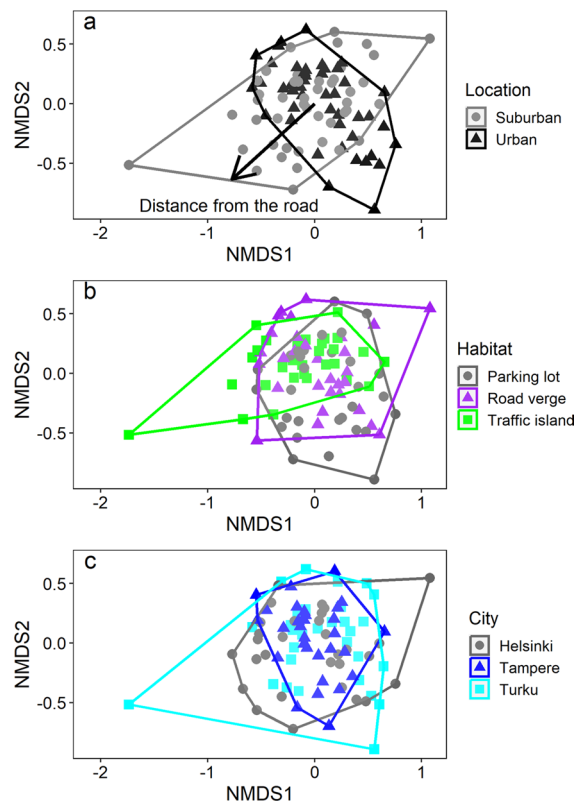 a
0.5
0.0
-0.5
NMDS2
Distance from the road
-2
-1
0
1
NMDS1
Location
Suburban
Urban
b
0.5
0.0
-0.5
NMDS2
-2
-1
0
1
NMDS1
Habitat
Parking lot
Road verge
Traffic island
c
0.5
0.0
-0.5
NMDS2
-2
-1
0
1
NMDS1
City
Helsinki
Tampere
Turku